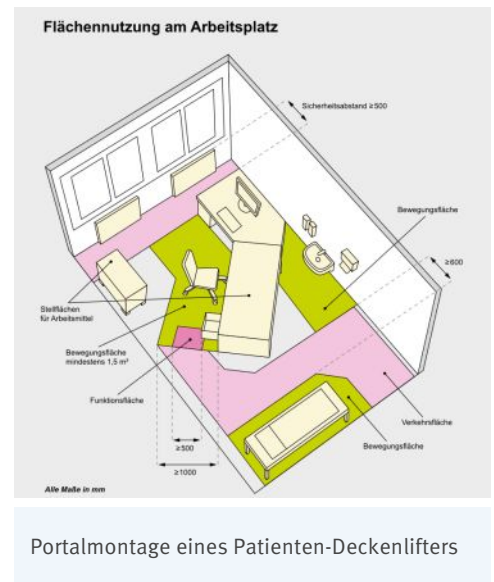 Flächennutzung am Arbeitsplatz
Sicherheitsabstand ≥500
Bewegungsfläche
≥600
Stellflächen
für Arbeitsmittel
Bewegungsfläche
mindestens 1,5 m²
Funktionsfläche
Verkehrsfläche
≥500
Bewegungsfläche
≥1000
Alle Maße in mm
Portalmontage eines Patienten-Deckenlifters